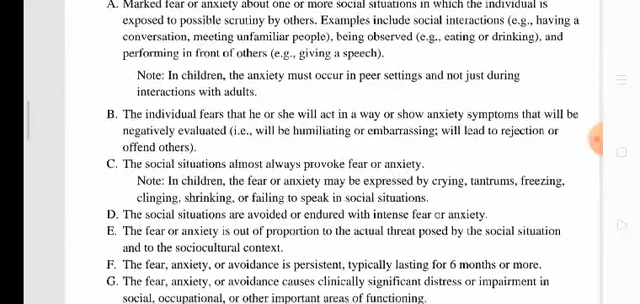 A. Marked fear or anxiety about one or more social situations in which the individual is
exposed to possible scrutiny by others. Examples include social interactions (e.g., having a
conversation, meeting unfamiliar people), being observed (e.g., eating or drinking), and
performing in front of others (e.g., giving a speech).
Note: In children, the anxiety must occur in peer settings and not just during
interactions with adults.
B. The individual fears that he or she will act in a way or show anxiety symptoms that will be
negatively evaluated (i.e., will be humiliating or embarrassing; will lead to rejection or
offend others).
C. The social situations almost always provoke fear or anxiety.
Note: In children, the fear or anxiety may be expressed by crying, tantrums, freezing,
clinging, shrinking, or failing to speak in social situations.
D. The social situations are avoided or endured with intense fear or anxiety.
E. The fear or anxiety is out of proportion to the actual threat posed by the social situation
and to the sociocultural context.
F. The fear, anxiety, or avoidance is persistent, typically lasting for 6 months or more.
G. The fear, anxiety, or avoidance causes clinically significant distress or impairment in
social, occupational, or other important areas of functioning.